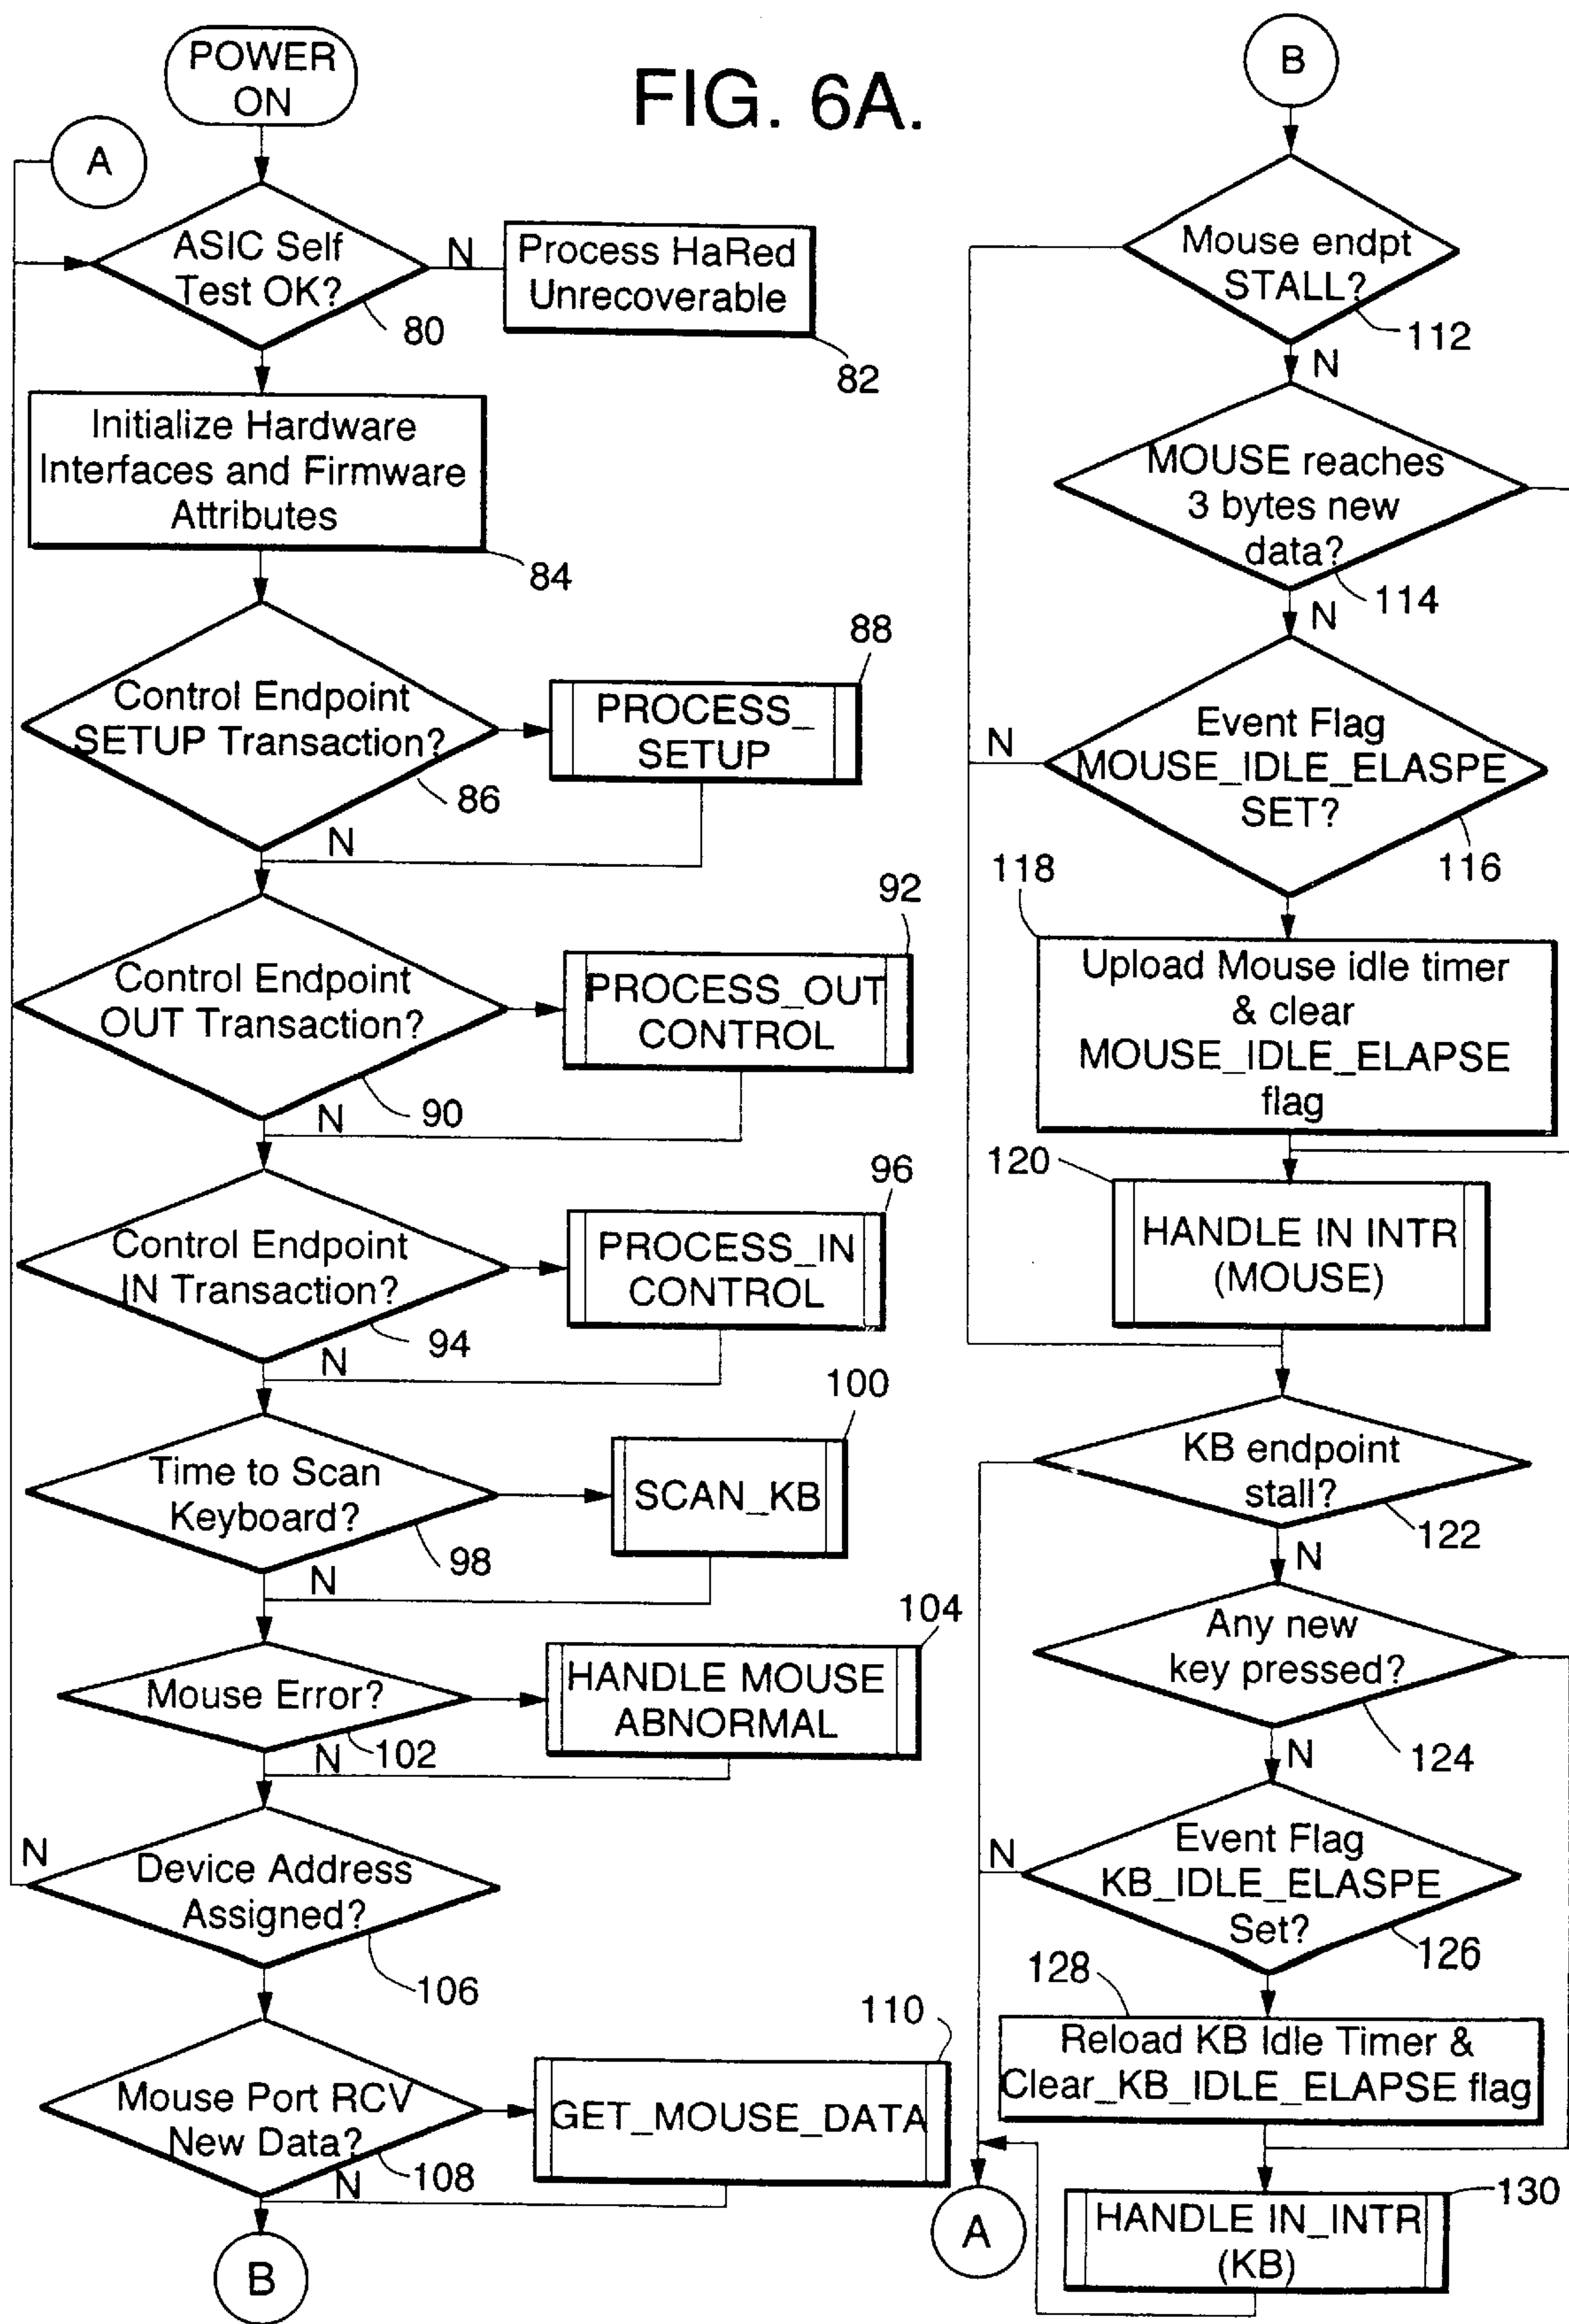 FIG. 6A.
POWER
ON
A
ASIC Self
Test OK?
80
N
Process HaRed
Unrecoverable
82
Initialize Hardware
Interfaces and Firmware
Attributes
84
Control Endpoint
SETUP Transaction?
86
88
PROCESS_
SETUP
N
Control Endpoint
OUT Transaction?
90
92
PROCESS_OUT
CONTROL
N
Control Endpoint
IN Transaction?
94
96
PROCESS_IN
CONTROL
N
Time to Scan
Keyboard?
98
100
SCAN_KB
N
Mouse Error?
102
104
HANDLE MOUSE
ABNORMAL
N
N
Device Address
Assigned?
106
Mouse Port RCV
New Data?
108
110
GET_MOUSE_DATA
N
B
B
Mouse endpt
STALL?
112
N
MOUSE reaches
3 bytes new
data?
114
N
Event Flag
MOUSE_IDLE_ELASPE
SET?
N
116
118
Upload Mouse idle timer
& clear
MOUSE_IDLE_ELAPSE
flag
120
HANDLE IN INTR
(MOUSE)
KB endpoint
stall?
122
N
Any new
key pressed?
124
N
Event Flag
KB_IDLE_ELASPE
Set?
N
126
128
Reload KB Idle Timer &
Clear_KB_IDLE_ELAPSE flag
130
HANDLE IN_INTR
(KB)
A